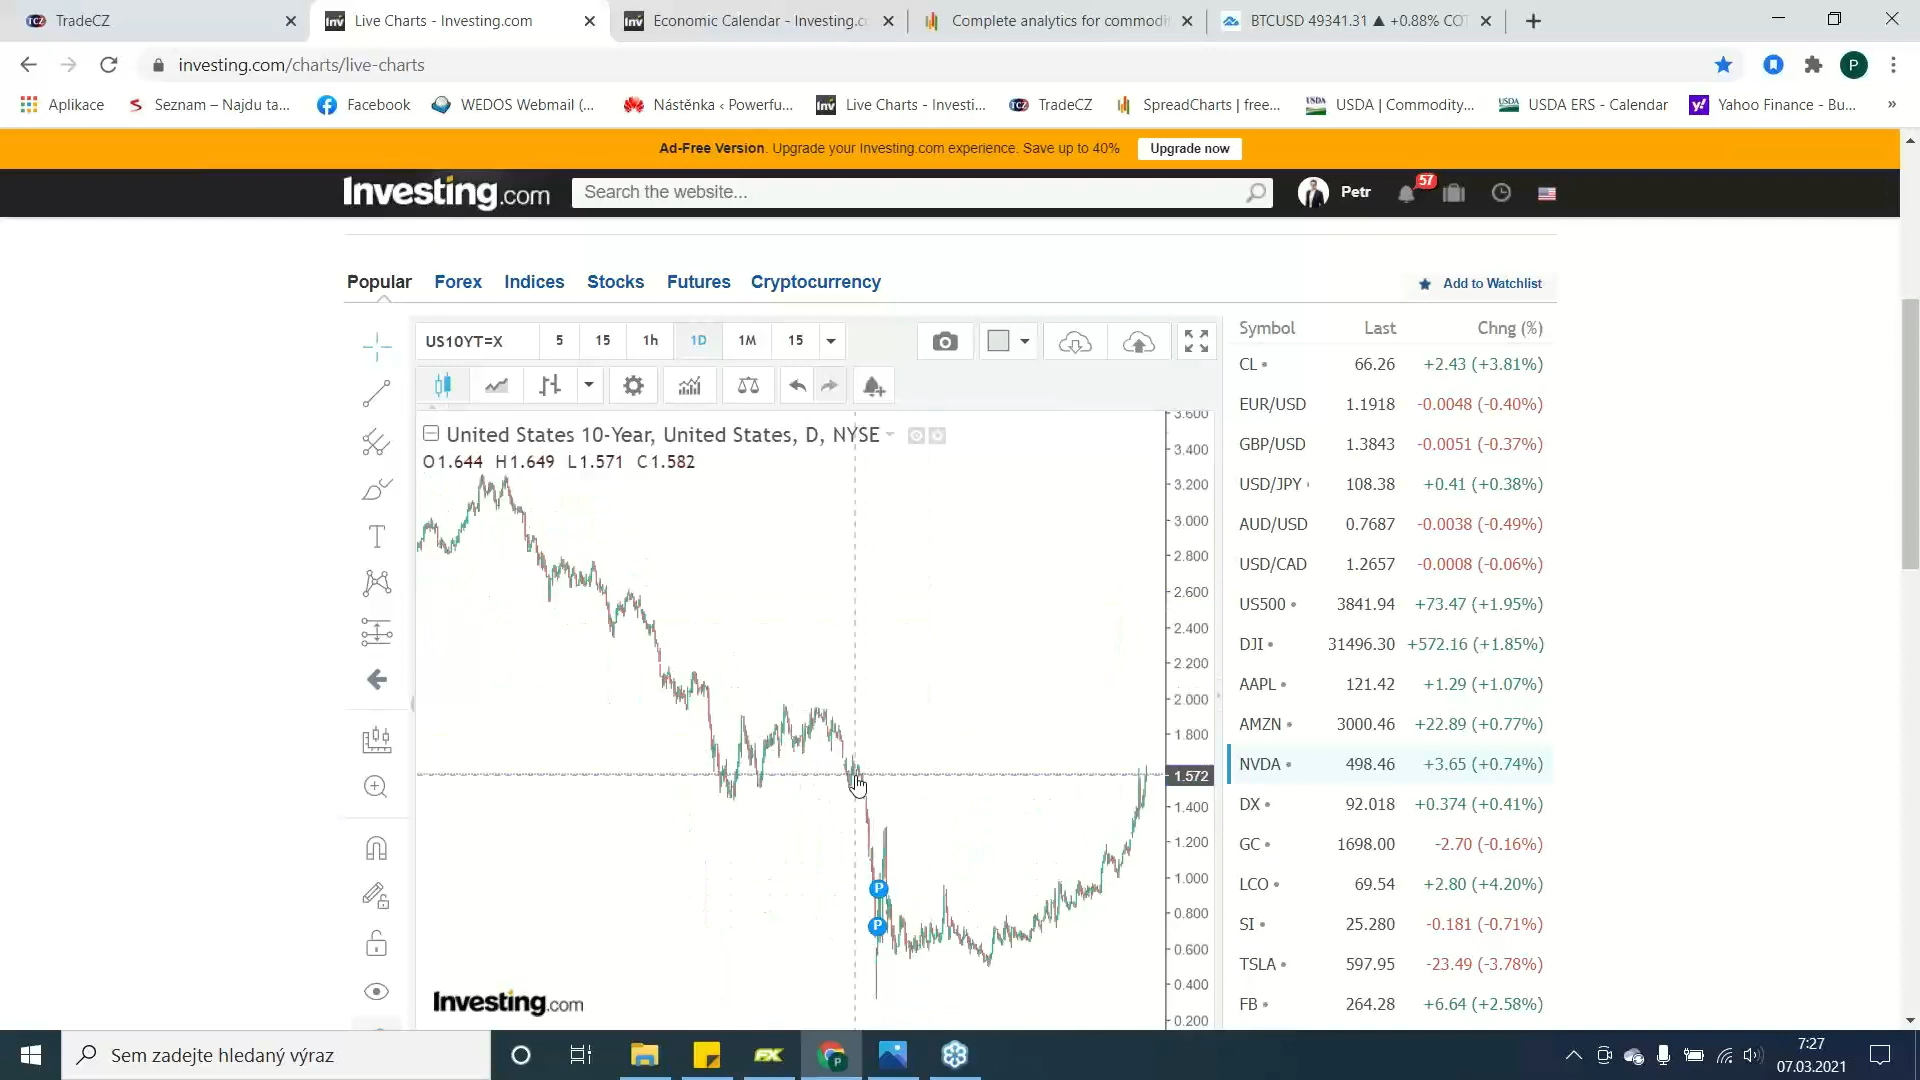 TradeCZ
Live Charts - Investing.com
Economic Calendar - Investing.co
Complete analytics for commodi
BTCUSD 49341.31 ▲ +0.88% COT
investing.com/charts/live-charts
P
Aplikace
Seznam – Najdu ta...
Facebook
WEDOS Webmail (...
Nástěnka ‹ Powerfu...
Live Charts - Investi...
TradeCZ
SpreadCharts | free...
USDA | Commodity...
USDA ERS - Calendar
Yahoo Finance - Bu...
»
Ad-Free Version. Upgrade your Investing.com experience. Save up to 40%
Upgrade now
Investing.com
Search the website...
Petr
57
Popular
Forex
Indices
Stocks
Futures
Cryptocurrency
Add to Watchlist
US10YT=X
5
15
1h
1D
1M
15
United States 10-Year, United States, D, NYSE
O1.644 H1.649 L1.571 C1.582
3.600
3.400
3.200
3.000
2.800
2.600
2.400
2.200
2.000
1.800
1.572
1.400
1.200
1.000
0.800
0.600
0.400
0.200
P
P
Investing.com
Symbol Last Chng (%)
CL 66.26 +2.43 (+3.81%)
EUR/USD 1.1918 -0.0048 (-0.40%)
GBP/USD 1.3843 -0.0051 (-0.37%)
USD/JPY 108.38 +0.41 (+0.38%)
AUD/USD 0.7687 -0.0038 (-0.49%)
USD/CAD 1.2657 -0.0008 (-0.06%)
US500 3841.94 +73.47 (+1.95%)
DJI 31496.30 +572.16 (+1.85%)
AAPL 121.42 +1.29 (+1.07%)
AMZN 3000.46 +22.89 (+0.77%)
NVDA 498.46 +3.65 (+0.74%)
DX 92.018 +0.374 (+0.41%)
GC 1698.00 -2.70 (-0.16%)
LCO 69.54 +2.80 (+4.20%)
SI 25.280 -0.181 (-0.71%)
TSLA 597.95 -23.49 (-3.78%)
FB 264.28 +6.64 (+2.58%)
Sem zadejte hledaný výraz
FX
7:27
07.03.2021